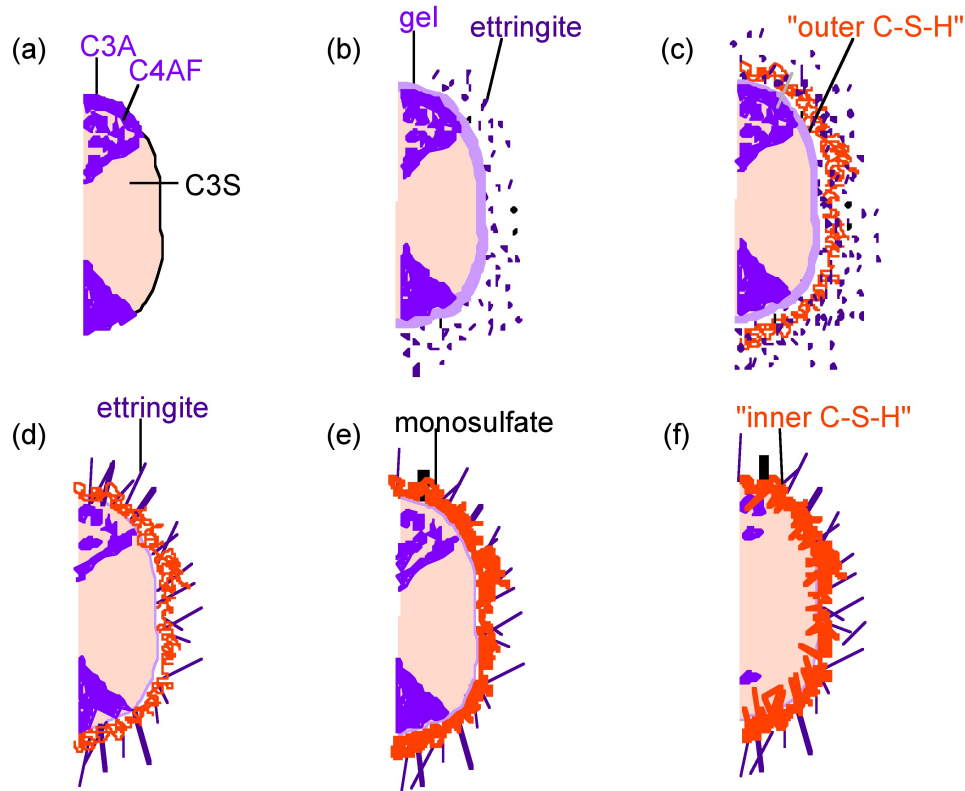 (a)
C3A
C4AF
C3S
(b)
gel
ettringite
(c)
"outer C-S-H"
(d)
ettringite
(e)
monosulfate
(f)
"inner C-S-H"